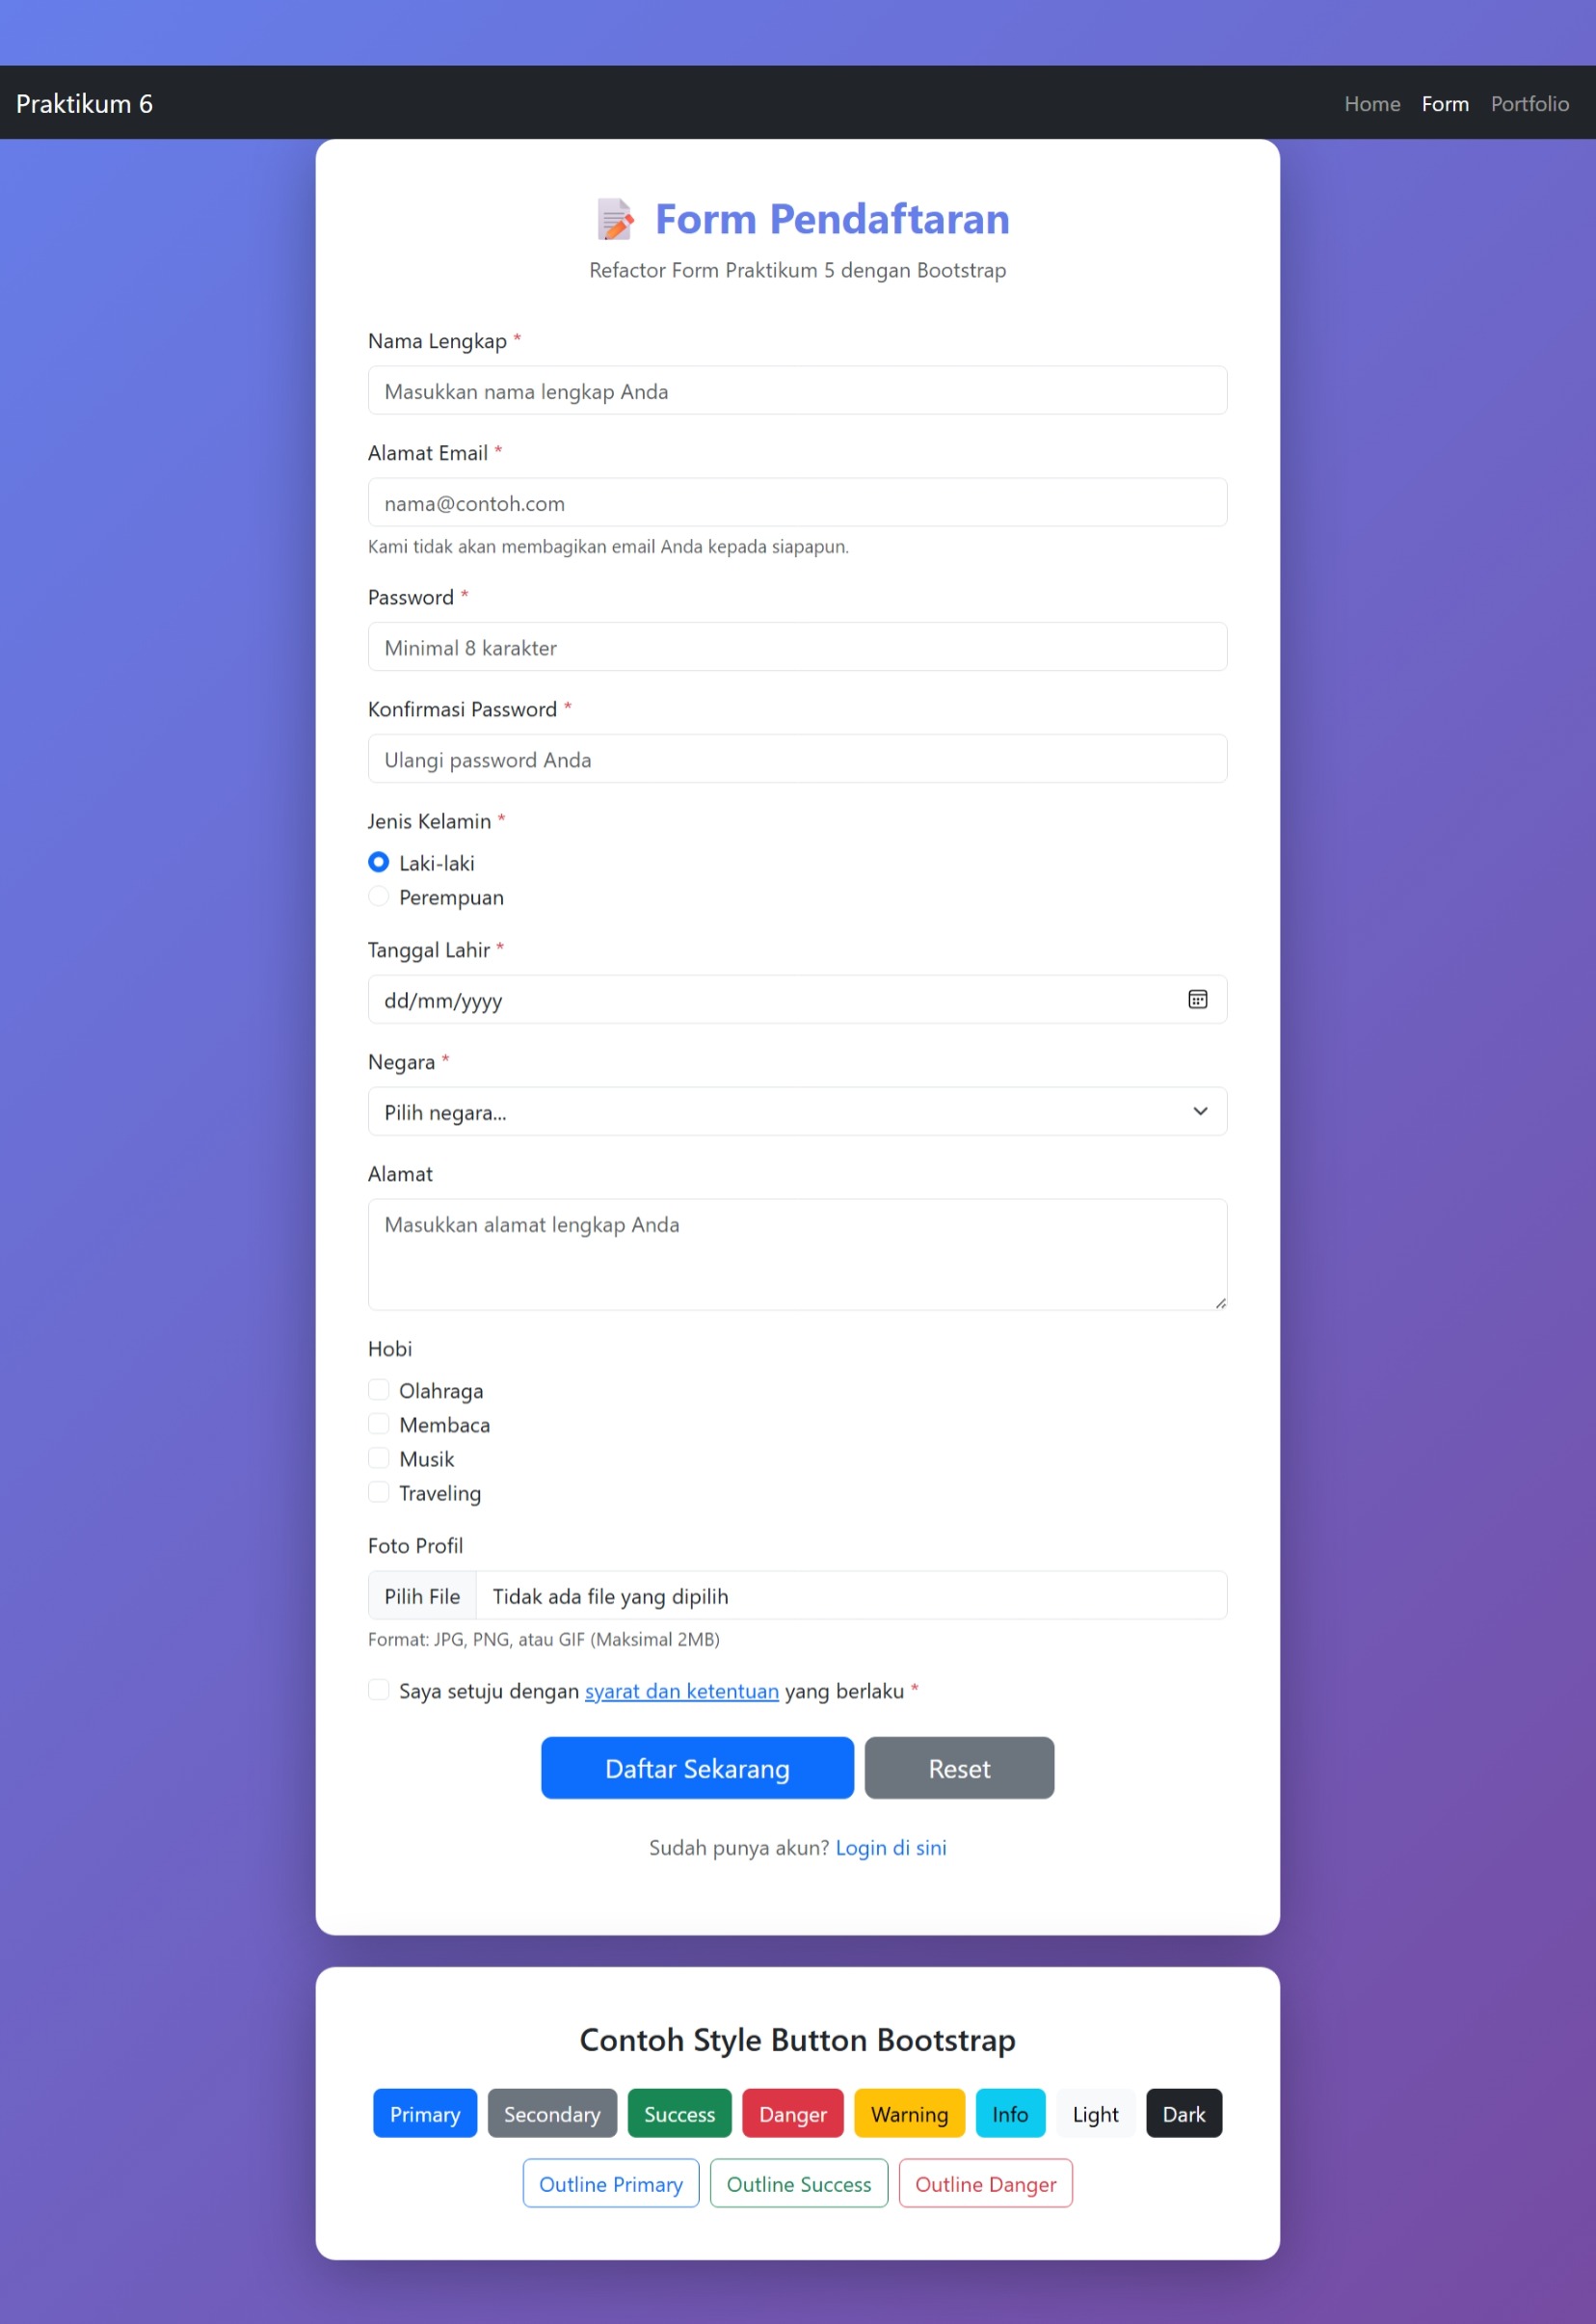 Praktikum 6
Home Form Portfolio
Form Pendaftaran
Refactor Form Praktikum 5 dengan Bootstrap
Nama Lengkap *
Masukkan nama lengkap Anda
Alamat Email *
nama@contoh.com
Kami tidak akan membagikan email Anda kepada siapapun.
Password *
Minimal 8 karakter
Konfirmasi Password *
Ulangi password Anda
Jenis Kelamin *
Laki-laki
Perempuan
Tanggal Lahir *
dd/mm/yyyy
Negara *
Pilih negara...
Alamat
Masukkan alamat lengkap Anda
Hobi
Olahraga
Membaca
Musik
Traveling
Foto Profil
Pilih File Tidak ada file yang dipilih
Format: JPG, PNG, atau GIF (Maksimal 2MB)
Saya setuju dengan syarat dan ketentuan yang berlaku *
Daftar Sekarang Reset
Sudah punya akun? Login di sini
Contoh Style Button Bootstrap
Primary Secondary Success Danger Warning Info Light Dark
Outline Primary Outline Success Outline Danger